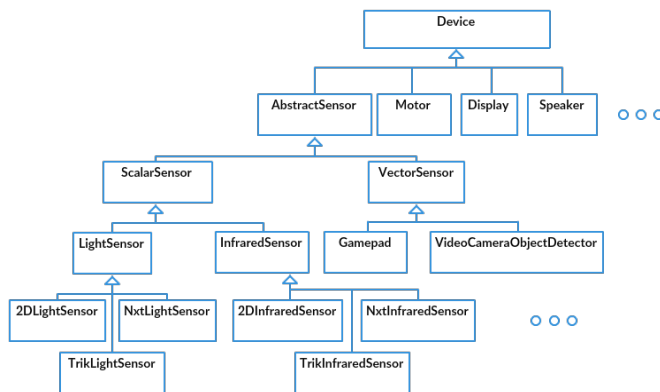 Device
AbstractSensor
Motor
Display
Speaker
ScalarSensor
VectorSensor
LightSensor
InfraredSensor
Gamepad
VideoCameraObjectDetector
2DLightSensor
NxtLightSensor
2DInfraredSensor
NxtInfraredSensor
TrikLightSensor
TrikInfraredSensor